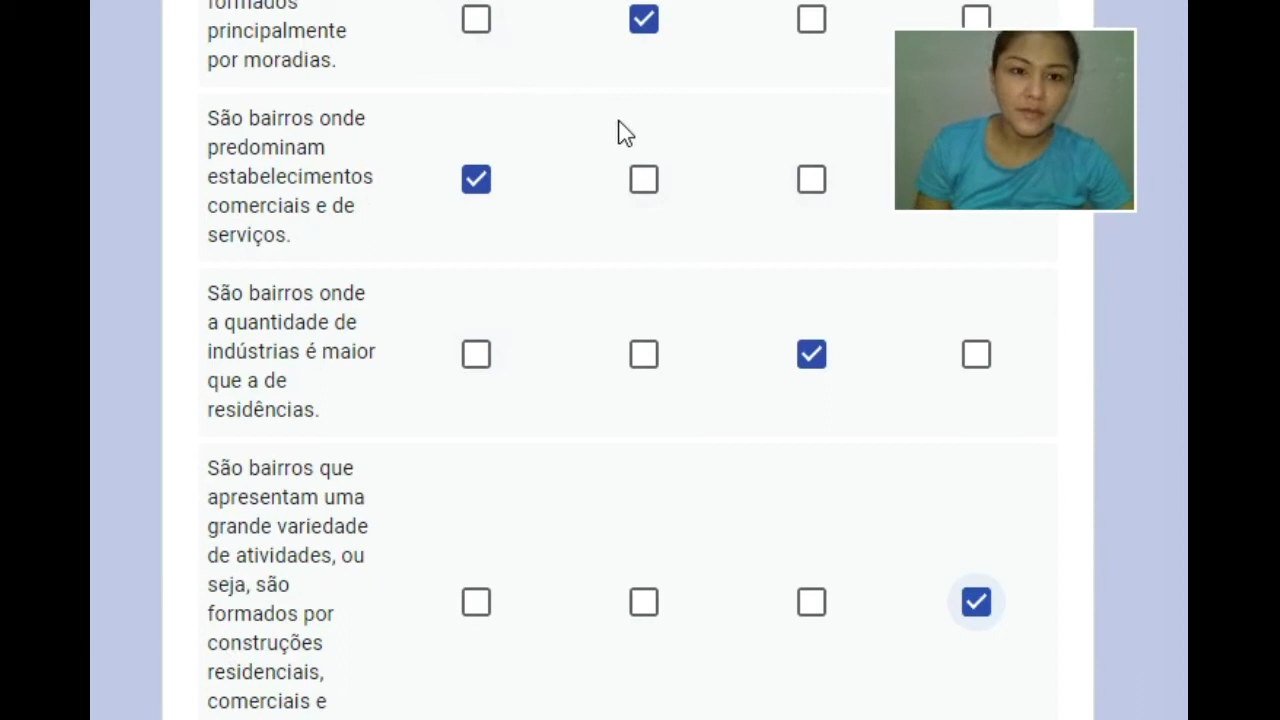 formados
principalmente
por moradias.
São bairros onde
predominam
estabelecimentos
comerciais e de
serviços.
São bairros onde
a quantidade de
indústrias é maior
que a de
residências.
São bairros que
apresentam uma
grande variedade
de atividades, ou
seja, são
formados por
construções
residenciais,
comerciais e